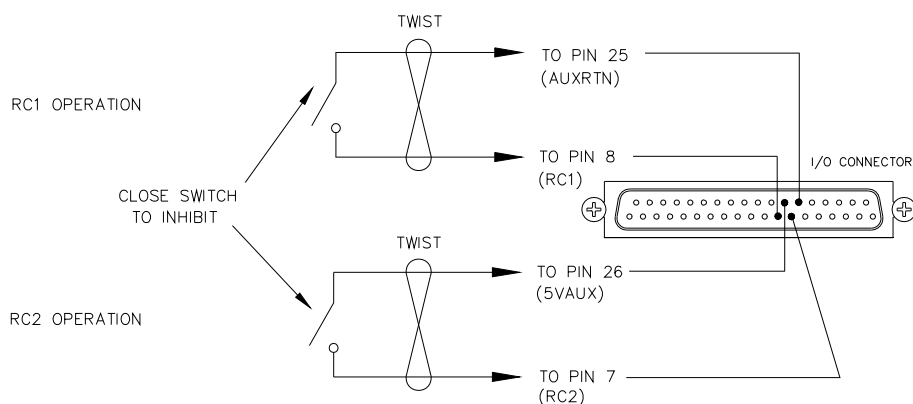 TWIST
TO PIN 25
(AUXRTN)
RC1 OPERATION
TO PIN 8
(RC1)
I/O CONNECTOR
CLOSE SWITCH
TO INHIBIT
TWIST
TO PIN 26
(5VAUX)
RC2 OPERATION
TO PIN 7
(RC2)